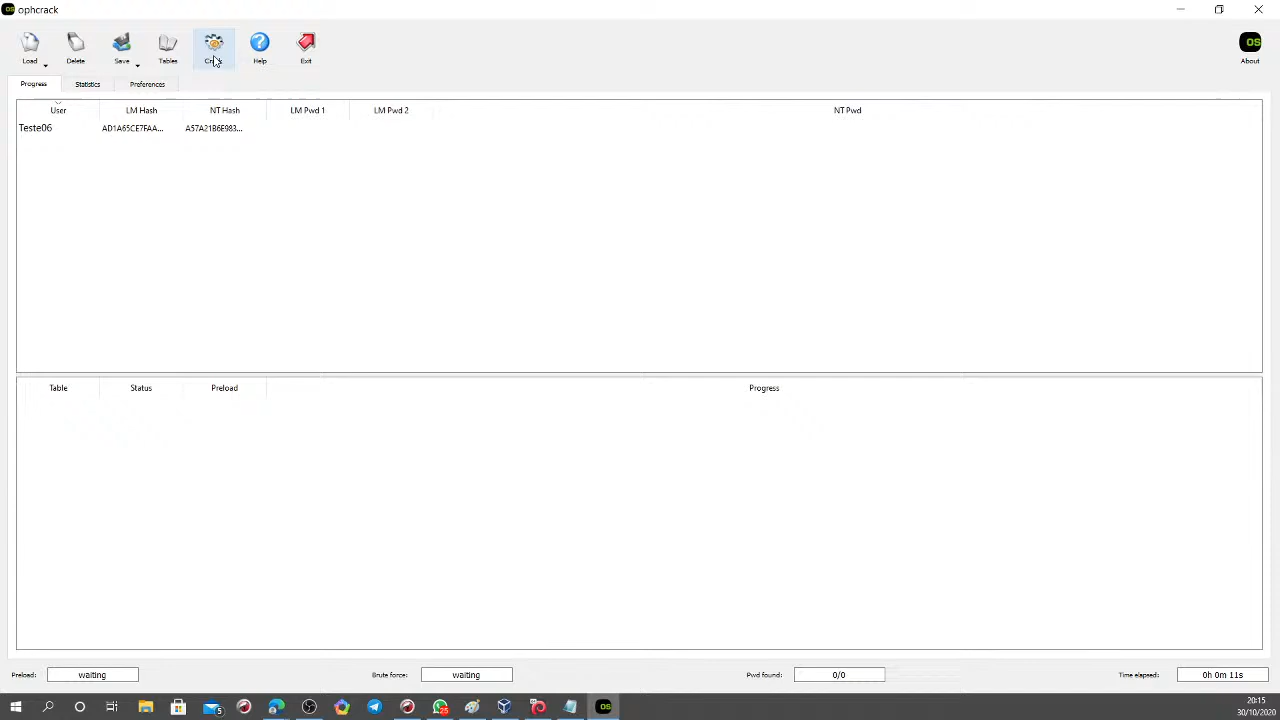 ophcrack
Load
Delete
Save
Tables
Help
Exit
About
Progress
Statistics
Preferences
User
LM Hash
NT Hash
LM Pwd 1
LM Pwd 2
NT Pwd
Teste06
AD1A65CE7FAA...
A57A21B6E983...
Table
Status
Preload
Progress
Preload:
waiting
Brute force:
waiting
Pwd found:
0/0
Time elapsed:
0h 0m 11s
20:15
30/10/2020